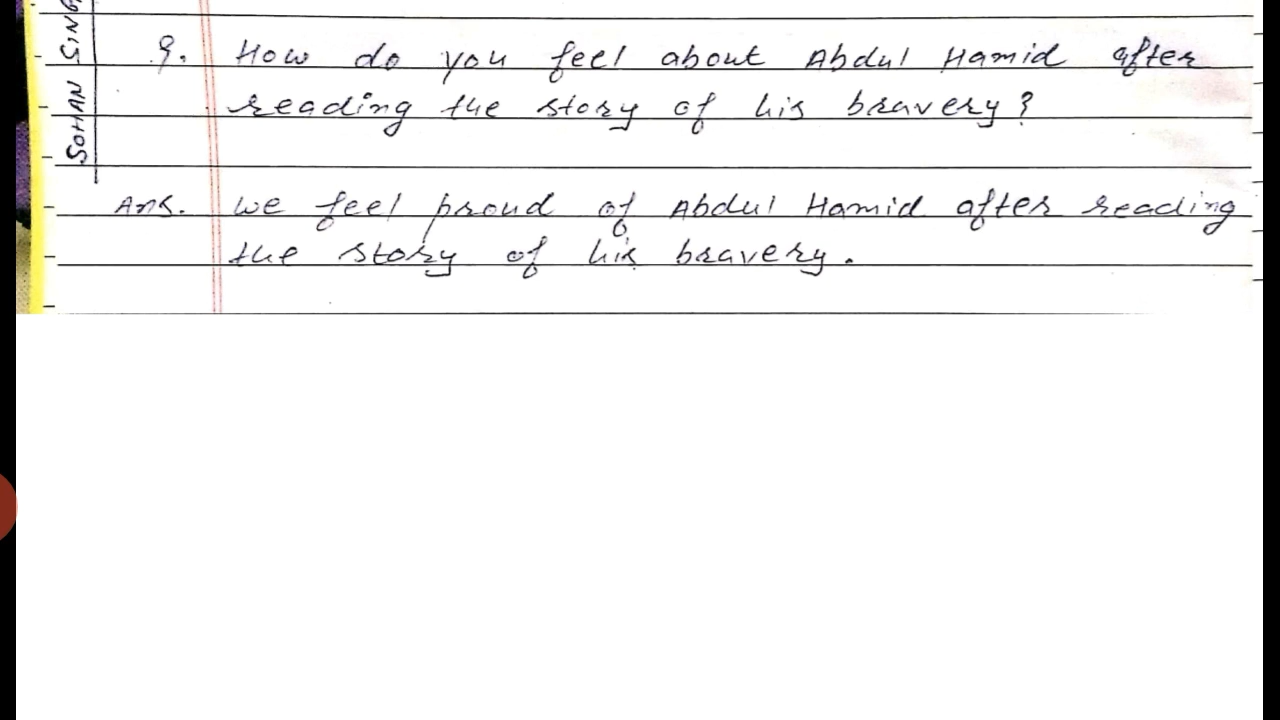 9. How do you feel about Abdul Hamid after
reading the story of his bravery?
Ans. we feel proud of Abdul Hamid after reading
the story of his bravery.
SOHAN